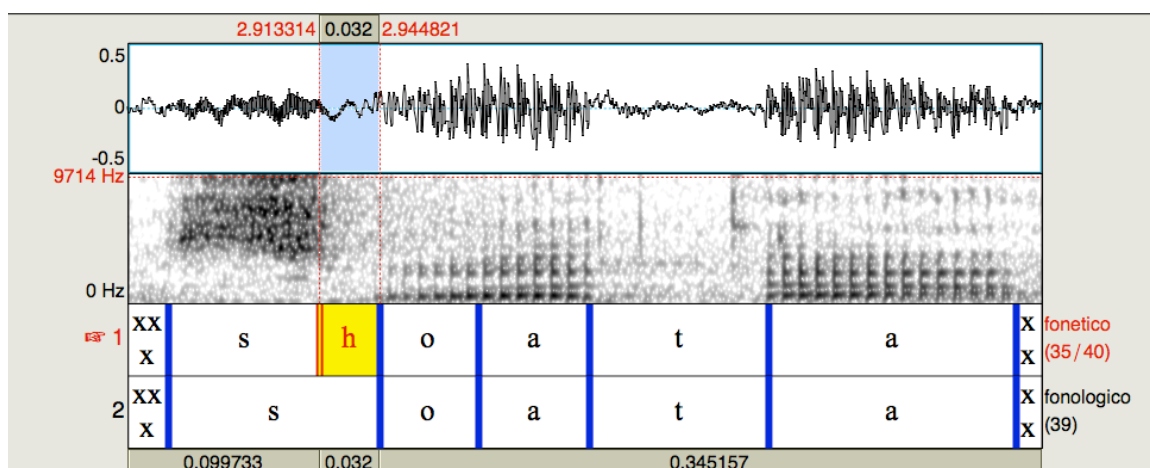 2.913314 0.032 2.944821
0.5
0
-0.5
9714 Hz
0 Hz
☞ 1 xx x s h o a t a x x fonetico (35/40)
2 xx x s o a t a x x fonologico (39)
0.099733 0.032 0.345157